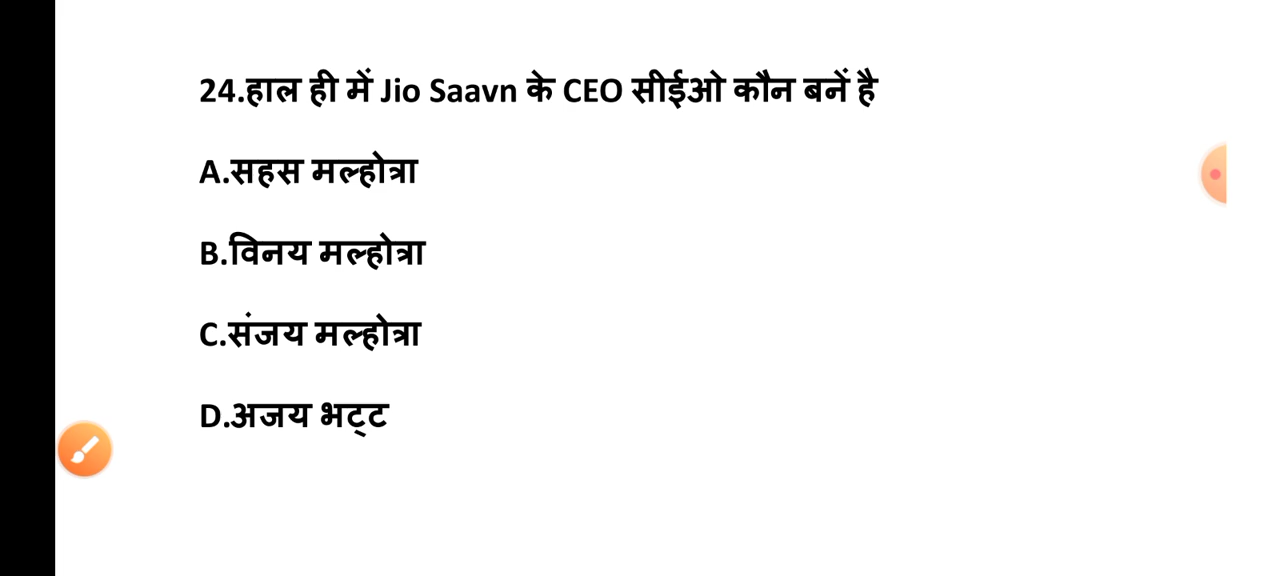 24.हाल ही में Jio Saavn के CEO सीईओ कौन बनें है
A.सहस मल्होत्रा
B.विनय मल्होत्रा
C.संजय मल्होत्रा
D.अजय भट्ट